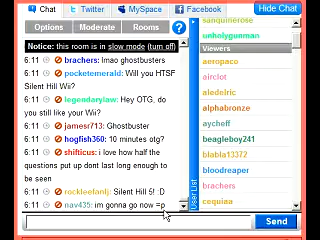 Chat Twitter MySpace Facebook Hide Chat
Options Moderate Rooms ?
Notice: this room is in slow mode (turn off)
6:11 brachers: lmao ghostbusters
6:11 pocketemerald: Will you HTSF
Silent Hill Wii?
6:11 legendarylaw: Hey OTG, do
you still like your Wii?
6:11 jamesr713: Ghostbuster
6:11 hogfish360: 10 minutes otg?
6:11 shifticus: i love how half the
questions put up dont last long enough to
be seen
6:11 rockleefanlj: Silent Hill 5! :D
6:11 nav435: im gonna go now =p
User List
sanquinerose
unholygunman
Viewers
aeropaco
airclot
aledelric
alphabronze
aycheff
beagleboy241
blabla13372
bloodreaper
brachers
cequiaa
Send